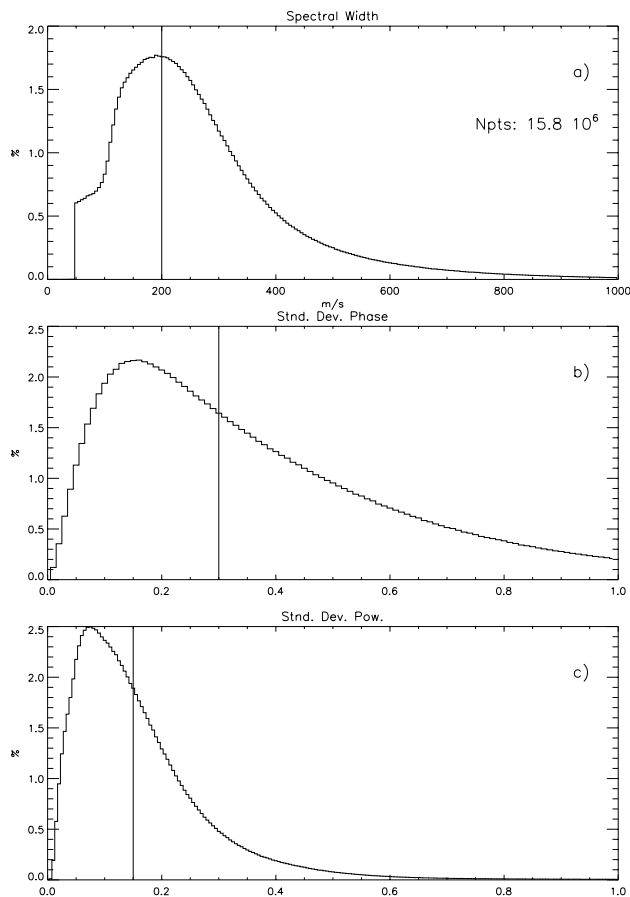 Spectral Width
2.0
1.5
1.0
0.5
0.0
%
a)
Npts: 15.8 10⁶
0 200 400 600 800 1000
m/s
Stnd. Dev. Phase
2.5
2.0
1.5
1.0
0.5
0.0
%
b)
0.0 0.2 0.4 0.6 0.8 1.0
Stnd. Dev. Pow.
2.5
2.0
1.5
1.0
0.5
0.0
%
c)
0.0 0.2 0.4 0.6 0.8 1.0